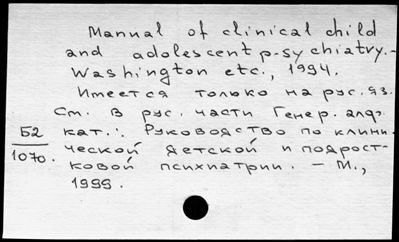 Manual of clinical child
and adolescent psychiatry. -
Washington etc., 1994.
Имеется только на рус. яз.
См. в рус. части Генер. алф.
Б2
1070.
кат.: Руководство по клини-
ческой детской и подрост-
ковой психиатрии. - М.,
1999.